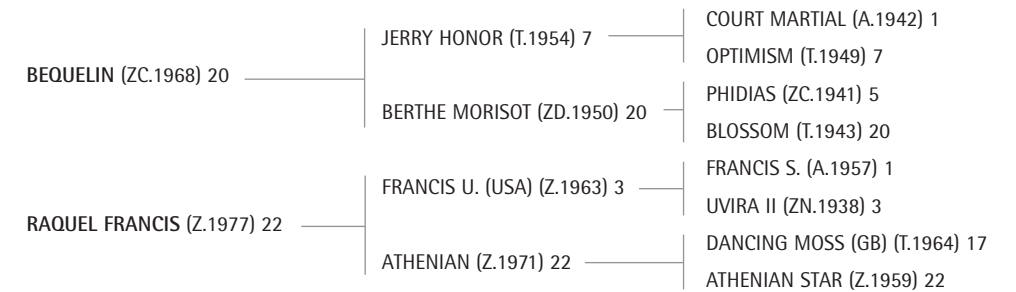 COURT MARTIAL (A.1942) 1
JERRY HONOR (T.1954) 7
OPTIMISM (T.1949) 7
BEQUELIN (ZC.1968) 20
PHIDIAS (ZC.1941) 5
BERTHE MORISOT (ZD.1950) 20
BLOSSOM (T.1943) 20
FRANCIS S. (A.1957) 1
FRANCIS U. (USA) (Z.1963) 3
UVIRA II (ZN.1938) 3
RAQUEL FRANCIS (Z.1977) 22
DANCING MOSS (GB) (T.1964) 17
ATHENIAN (Z.1971) 22
ATHENIAN STAR (Z.1959) 22